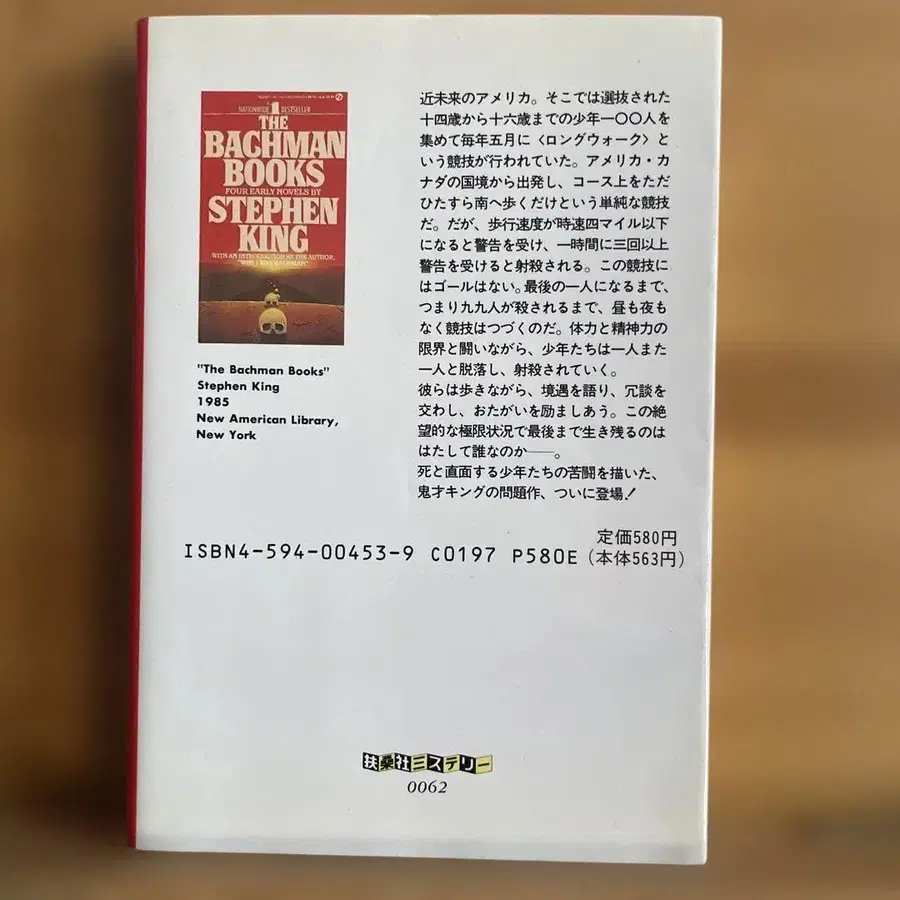 NATIONWIDE #1 BESTSELLER
THE
BACHMAN
BOOKS
FOUR EARLY NOVELS BY
STEPHEN
KING
WITH AN INTRODUCTION BY THE AUTHOR,
"WHY I WAS BACHMAN"
"The Bachman Books"
Stephen King
1985
New American Library,
New York
近未来のアメリカ。そこでは選抜された
十四歳から十六歳までの少年一〇〇人を
集めて毎年五月に〈ロングウォーク〉と
いう競技が行われていた。アメリカ・カ
ナダの国境から出発し、コース上をただ
ひたすら南へ歩くだけという単純な競技
だ。だが、歩行速度が時速四マイル以下
になると警告を受け、一時間に三回以上
警告を受けると射殺される。この競技に
はゴールはない。最後の一人になるまで、
つまり九九人が殺されるまで、昼も夜も
なく競技はつづくのだ。体力と精神力の
限界と闘いながら、少年たちは一人また
一人と脱落し、射殺されていく。
彼らは歩きながら、境遇を語り、冗談を
交わし、おたがいを励ましあう。この絶
望的な極限状況で最後まで生き残るのは
はたして誰なのか――。
死と直面する少年たちの苦闘を描いた、
鬼才キングの問題作、ついに登場！
定価580円
ISBN4-594-00453-9 C0197 P580E (本体563円)
扶桑社ミステリー
0062